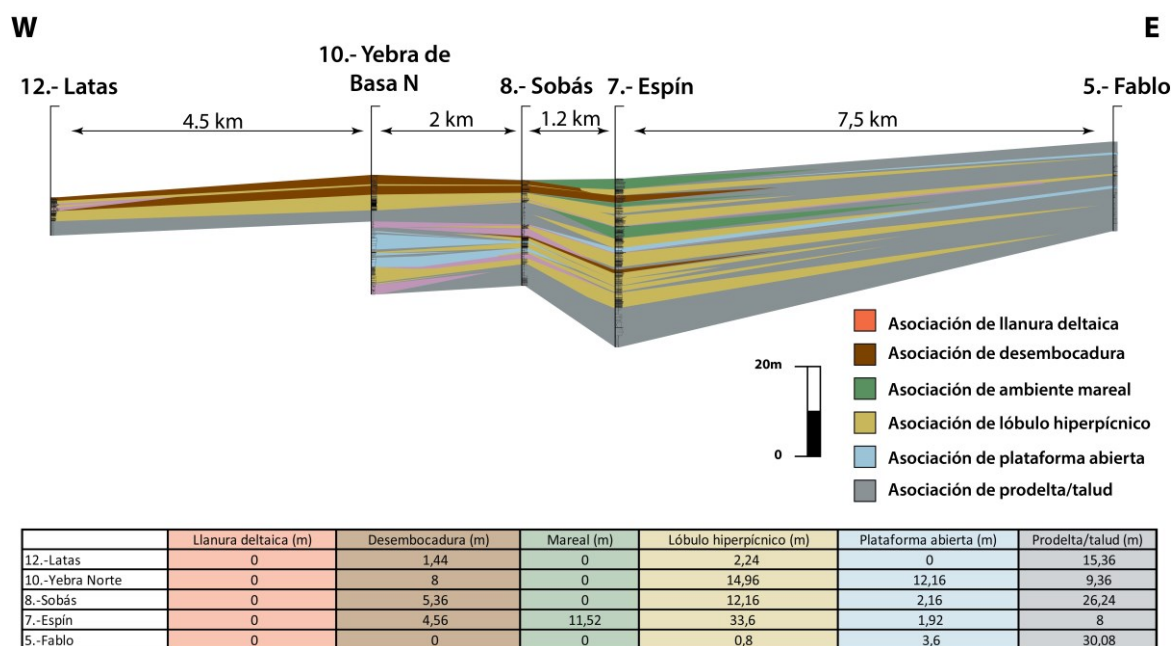 W
E
10.- Yebra de
Basa N
12.- Latas
8.- Sobás
7.- Espín
5.- Fablo
4.5 km
2 km
1.2 km
7,5 km
20m
0
Asociación de llanura deltaica
Asociación de desembocadura
Asociación de ambiente mareal
Asociación de lóbulo hiperpícnico
Asociación de plataforma abierta
Asociación de prodelta/talud
Llanura deltaica (m) Desembocadura (m) Mareal (m) Lóbulo hiperpícnico (m) Plataforma abierta (m) Prodelta/talud (m)
12.-Latas 0 1,44 0 2,24 0 15,36
10.-Yebra Norte 0 8 0 14,96 12,16 9,36
8.-Sobás 0 5,36 0 12,16 2,16 26,24
7.-Espín 0 4,56 11,52 33,6 1,92 8
5.-Fablo 0 0 0 0,8 3,6 30,08